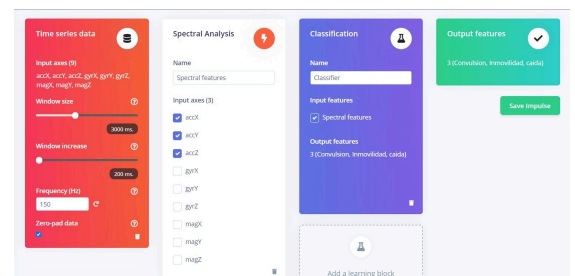 Time series data
Input axes (9)
accX, accY, accZ, gyrX, gyrY, gyrZ,
magX, magY, magZ
Window size
3000 ms.
Window increase
200 ms.
Frequency (Hz)
150
Zero-pad data
Spectral Analysis
Name
Spectral features
Input axes (3)
accX
accY
accZ
gyrX
gyrY
gyrZ
magX
magY
magZ
Classification
Name
Classifier
Input features
Spectral features
Output features
3 (Convulsion, Inmovilidad, caida)
Add a learning block
Output features
3 (Convulsion, Inmovilidad, caida)
Save Impulse